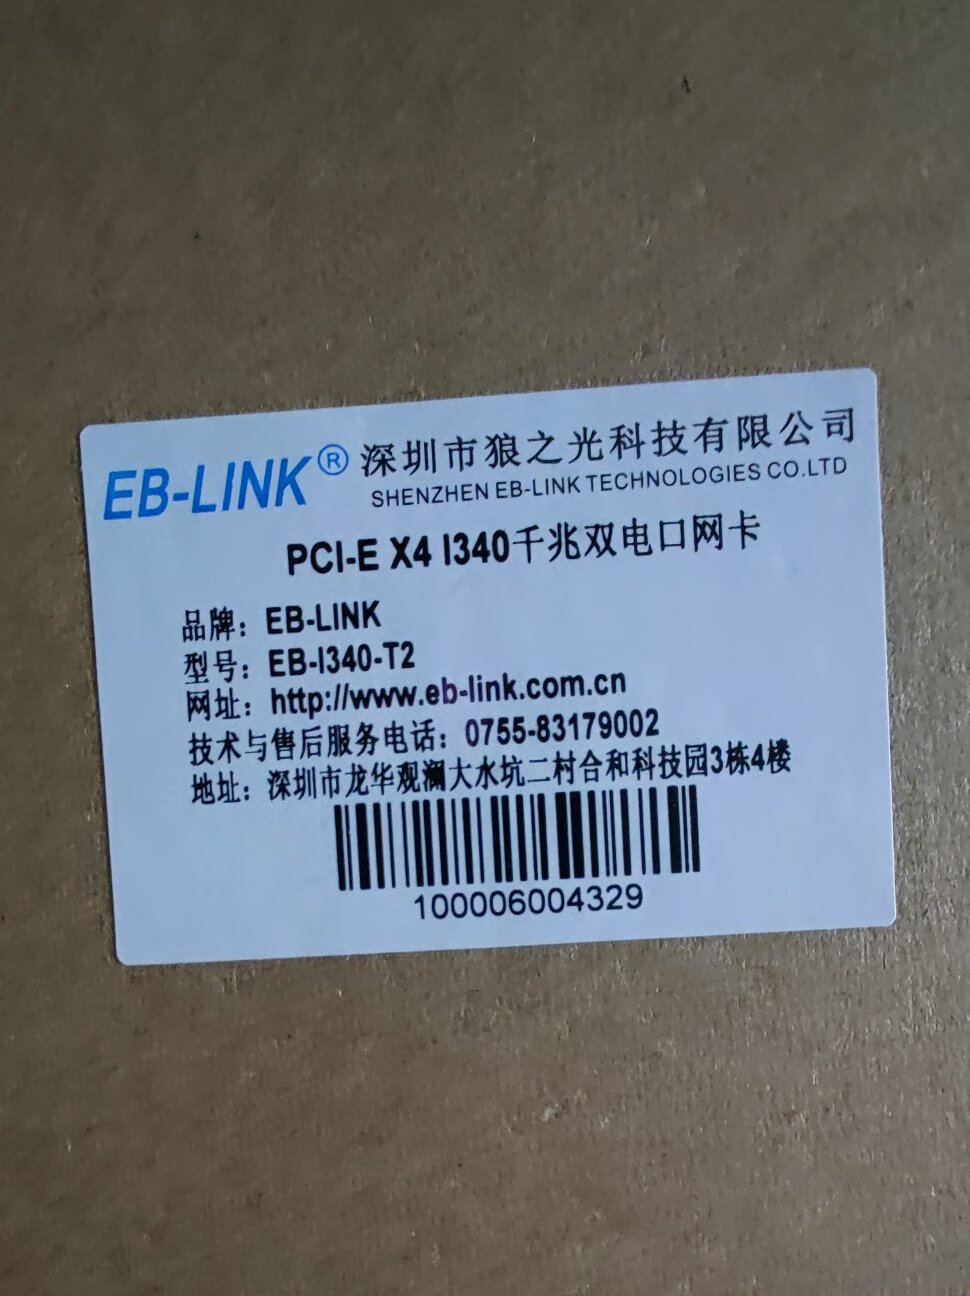 EB-LINK® 深圳市狼之光科技有限公司
SHENZHEN EB-LINK TECHNOLOGIES CO.LTD
PCI-E X4 I340千兆双电口网卡
品牌：EB-LINK
型号：EB-I340-T2
网址：http://www.eb-link.com.cn
技术与售后服务电话：0755-83179002
地址：深圳市龙华观澜大水坑二村合和科技园3栋4楼
100006004329